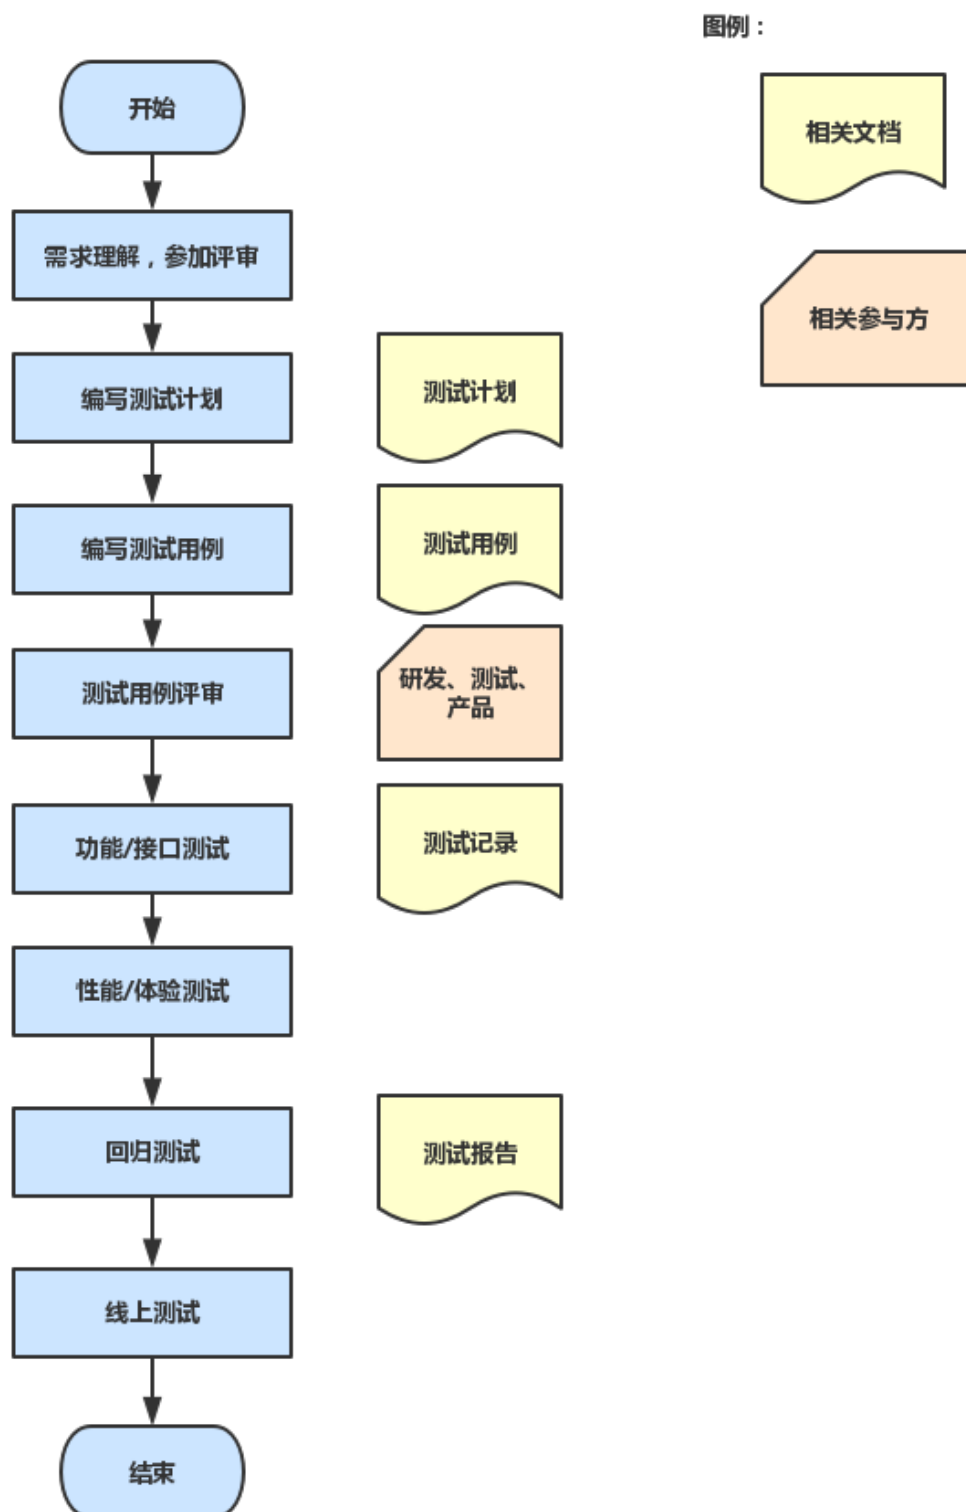 图例：
开始
相关文档
需求理解，参加评审
相关参与方
编写测试计划
测试计划
编写测试用例
测试用例
测试用例评审
研发、测试、
产品
功能/接口测试
测试记录
性能/体验测试
回归测试
测试报告
线上测试
结束